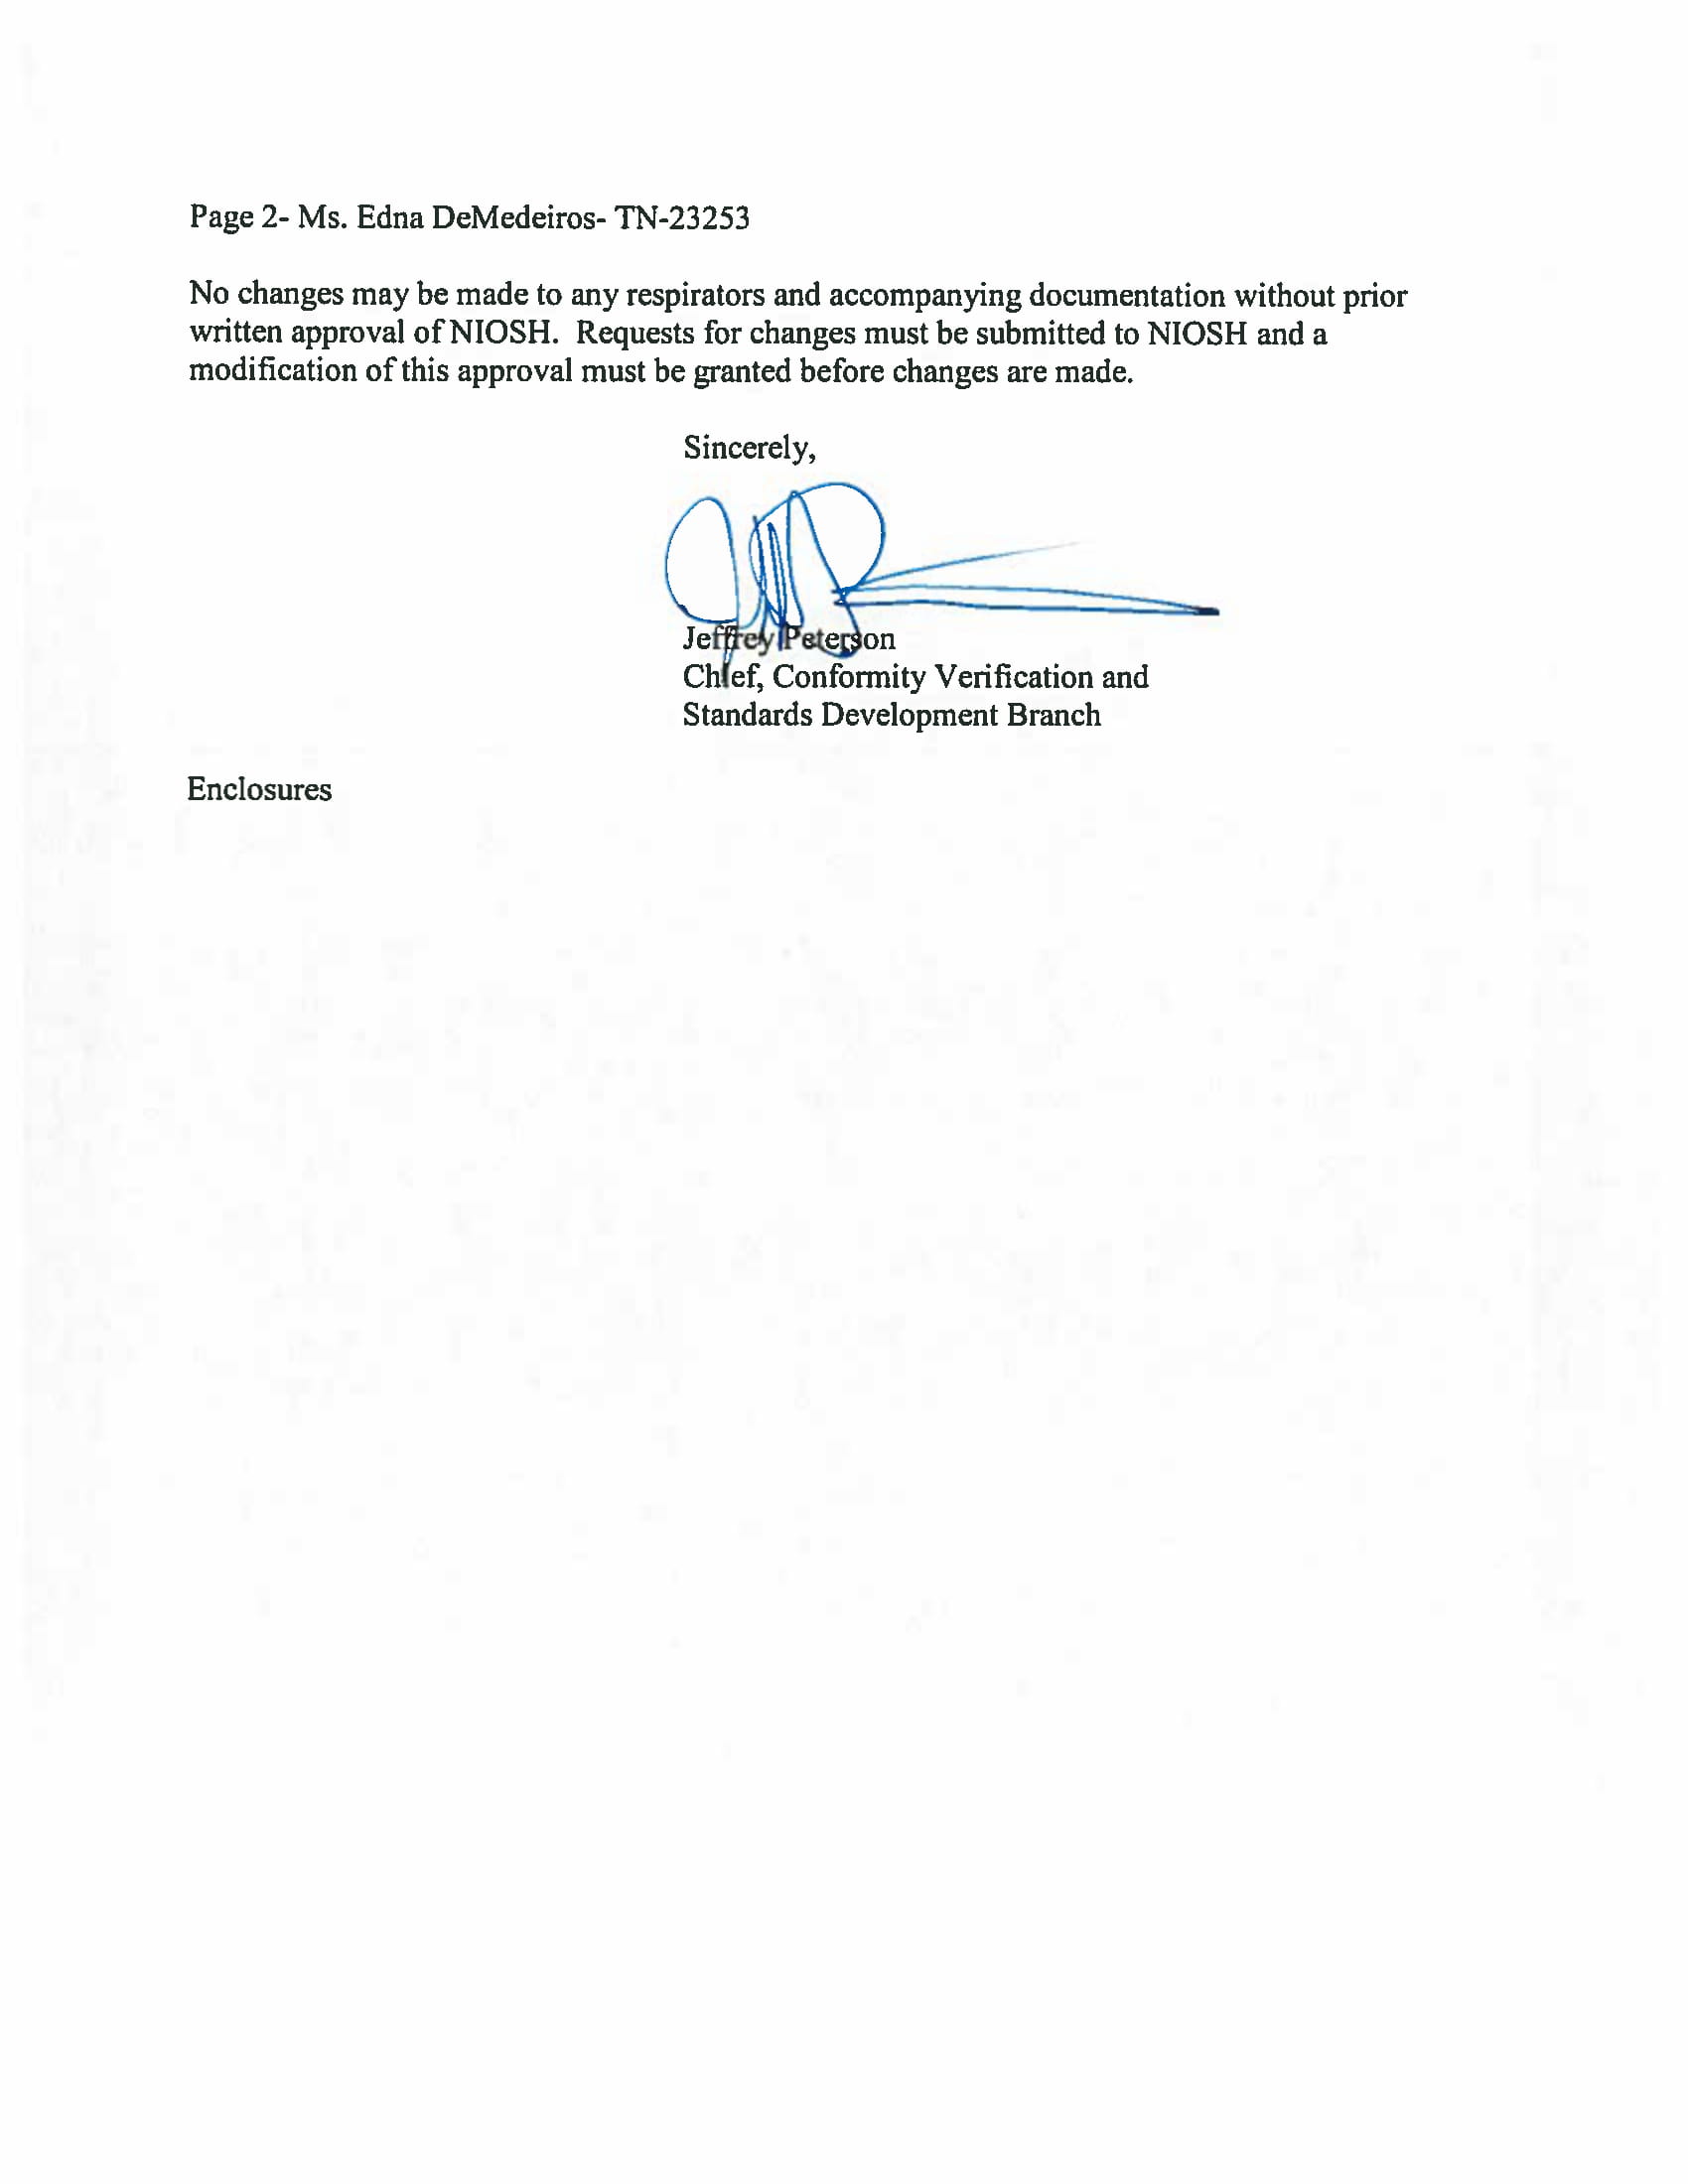 Page 2- Ms. Edna DeMedeiros- TN-23253
No changes may be made to any respirators and accompanying documentation without prior
written approval of NIOSH.  Requests for changes must be submitted to NIOSH and a
modification of this approval must be granted before changes are made.
Sincerely,
Jeffrey Peterson
Chief, Conformity Verification and
Standards Development Branch
Enclosures